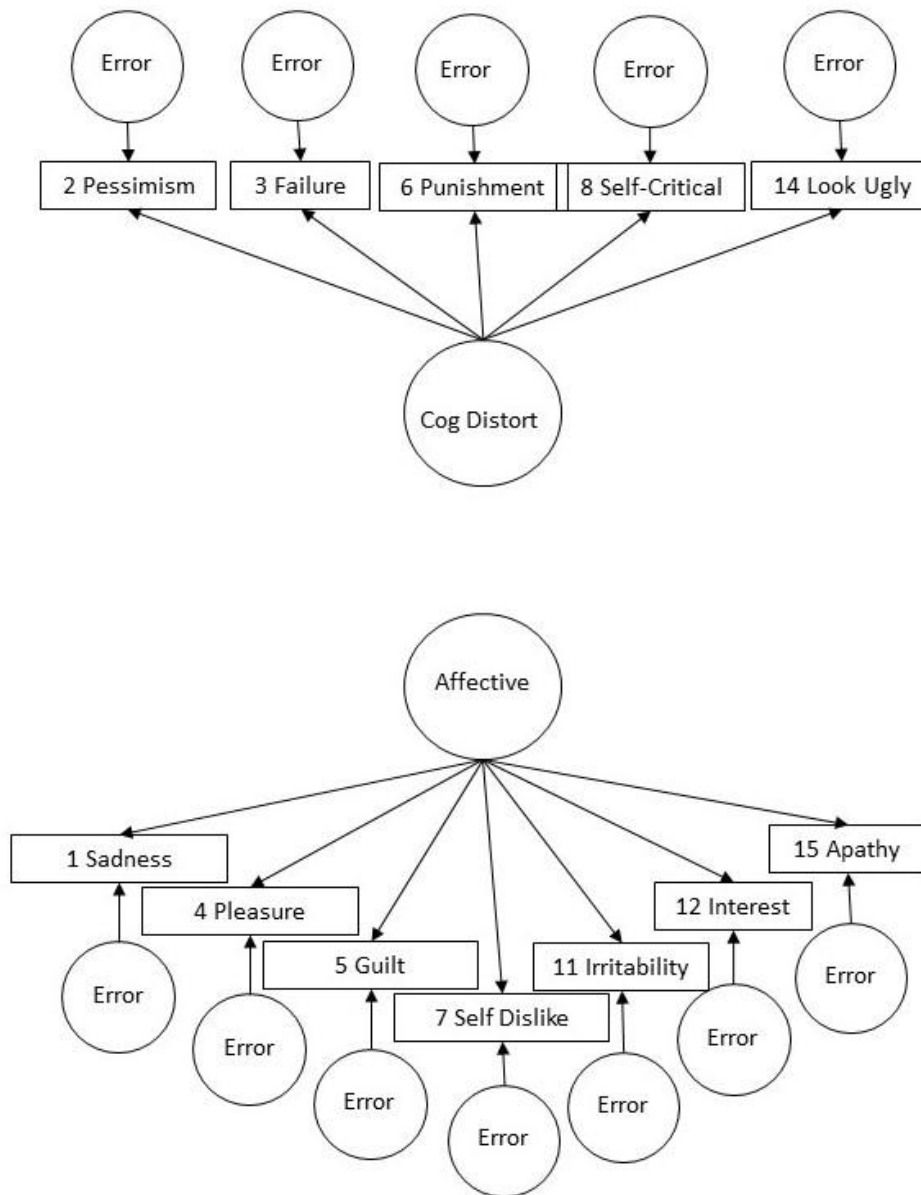 Error
Error
Error
Error
Error
2 Pessimism
3 Failure
6 Punishment
8 Self-Critical
14 Look Ugly
Cog Distort
Affective
1 Sadness
4 Pleasure
5 Guilt
7 Self Dislike
11 Irritability
12 Interest
15 Apathy
Error
Error
Error
Error
Error
Error
Error